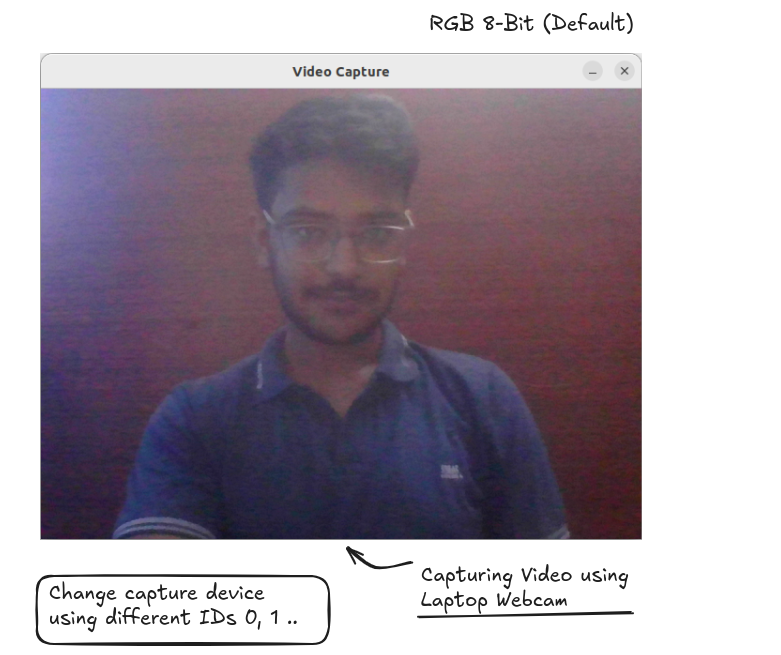 RGB 8-Bit (Default)
Video Capture
Capturing Video using
Laptop Webcam
Change capture device
using different IDs 0, 1 ..